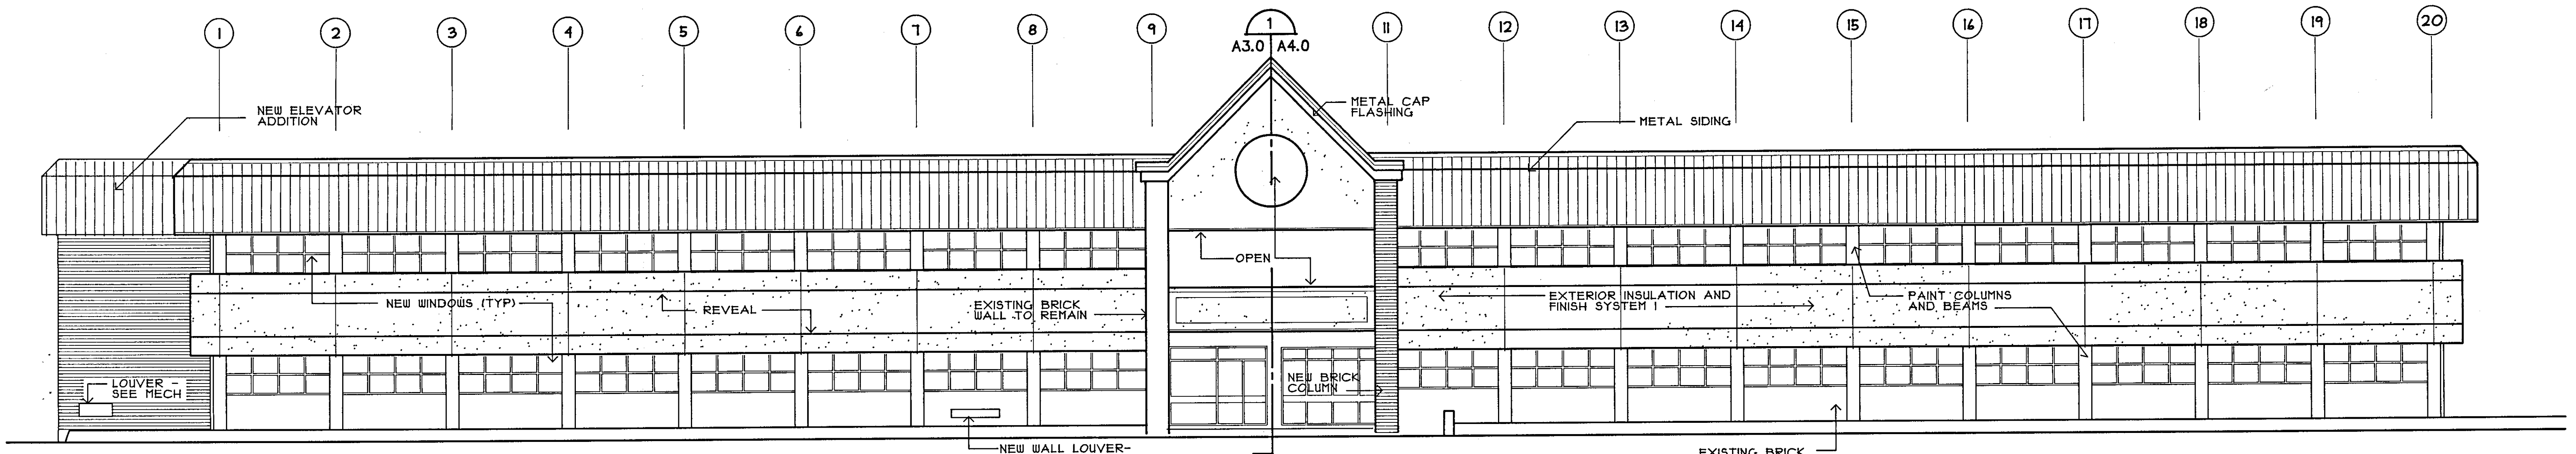 1 2 3 4 5 6 7 8 9 1 11 12 13 14 15 16 17 18 19 20
A3.0 A4.0
NEW ELEVATOR
ADDITION
METAL CAP
FLASHING
METAL SIDING
OPEN
NEW WINDOWS (TYP)
REVEAL
EXISTING BRICK
WALL TO REMAIN
EXTERIOR INSULATION AND
FINISH SYSTEM 1
PAINT COLUMNS
AND BEAMS
LOUVER -
SEE MECH
NEW BRICK
COLUMN
NEW WALL LOUVER-
EXISTING BRICK